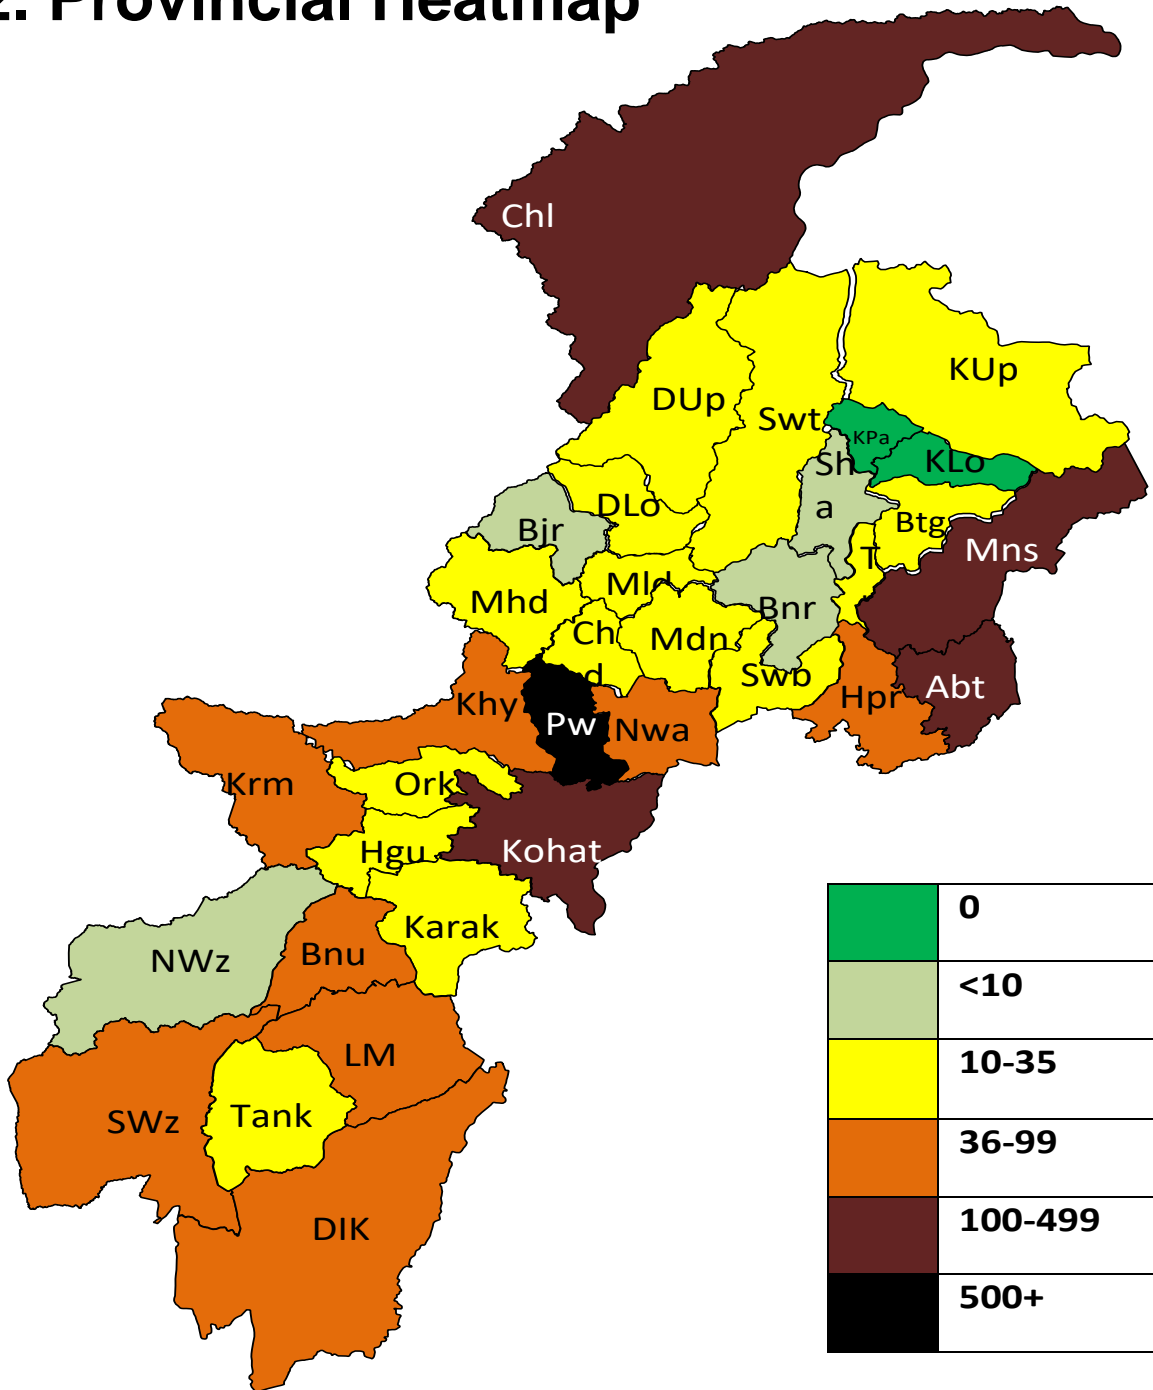 2. Provincial Heatmap
Chl
KUp
DUp
Swt
KPa
Sh
a
KLo
DLo
Btg
Bjr
Mns
T
Mld
Mhd
Bnr
Ch
d
Mdn
Swb
Abt
Hpr
Khy
Pw
Nwa
Krm
Ork
Hgu
Kohat
Karak
NWz
Bnu
LM
SWz
Tank
DIK
0
<10
10-35
36-99
100-499
500+